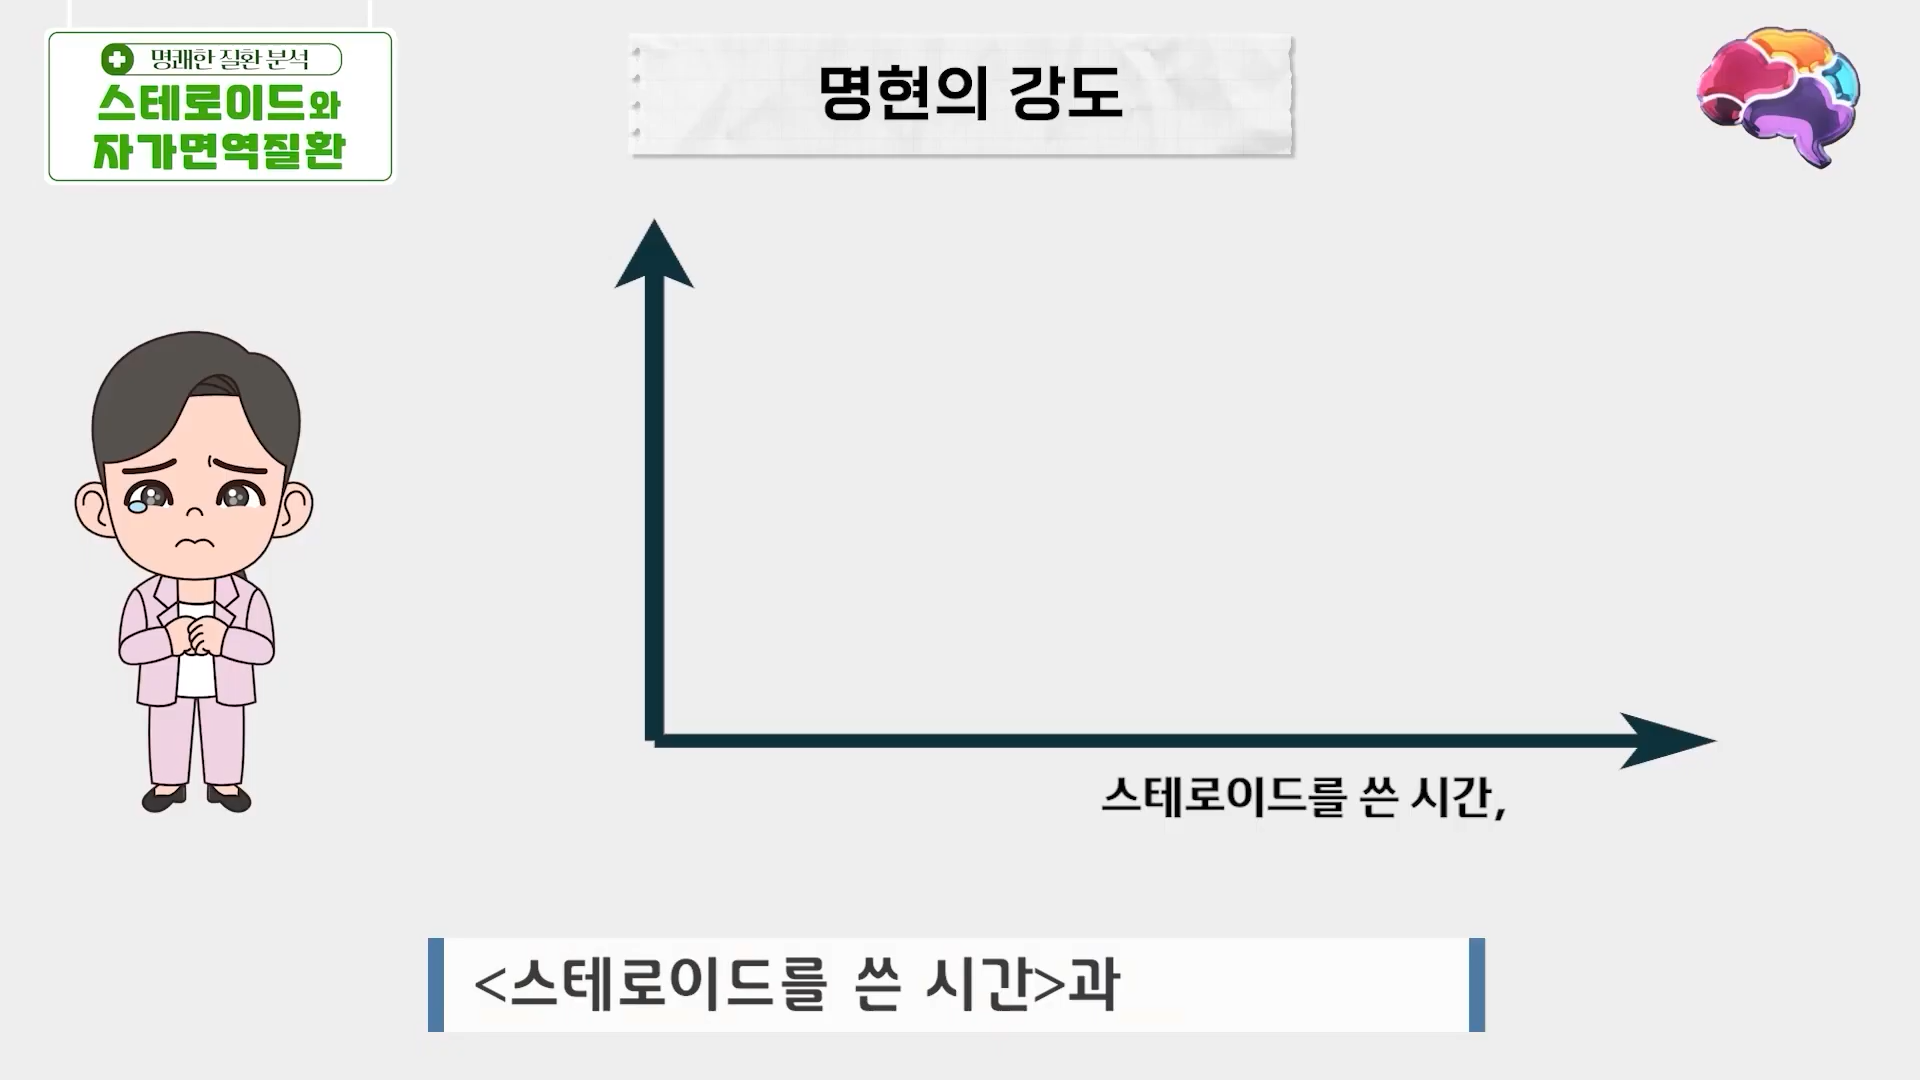 명쾌한 질환 분석
스테로이드와
자가면역질환
명현의 강도
스테로이드를 쓴 시간,
<스테로이드를 쓴 시간>과